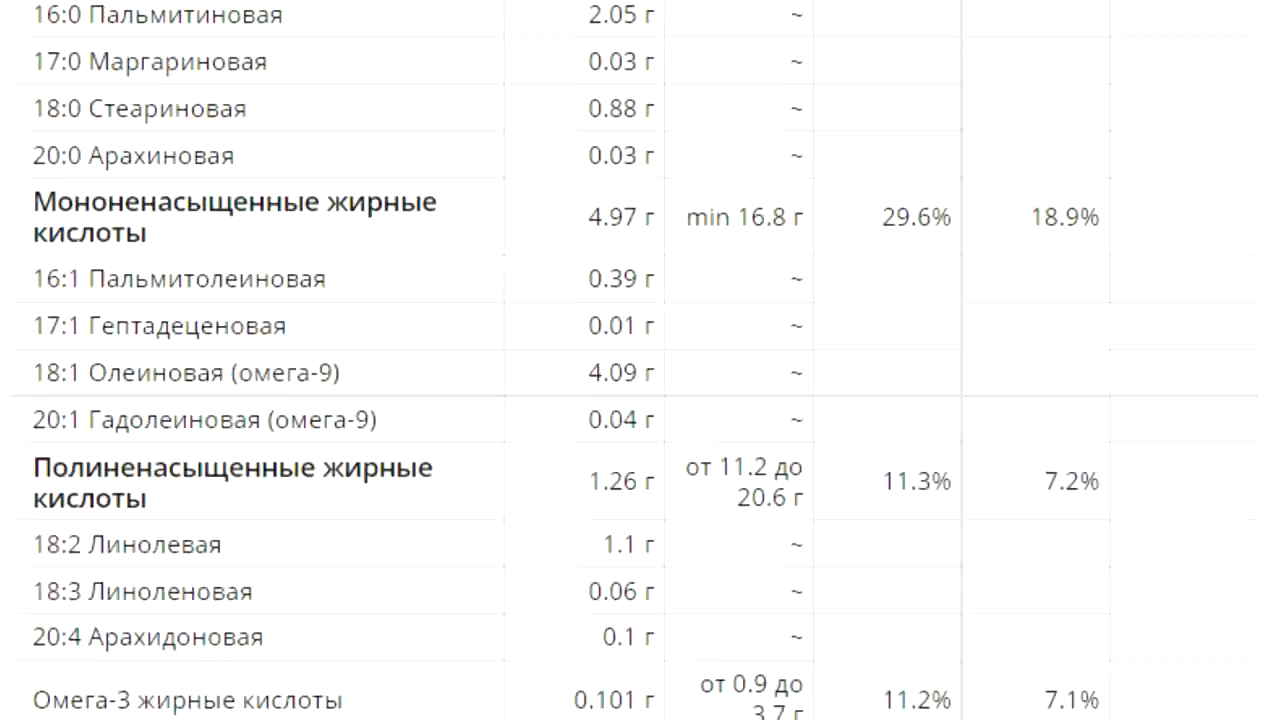 16:0 Пальмитиновая 2.05 г ~
17:0 Маргариновая 0.03 г ~
18:0 Стеариновая 0.88 г ~
20:0 Арахиновая 0.03 г ~
Мононенасыщенные жирные
кислоты 4.97 г min 16.8 г 29.6% 18.9%
16:1 Пальмитолеиновая 0.39 г ~
17:1 Гептадеценовая 0.01 г ~
18:1 Олеиновая (омега-9) 4.09 г ~
20:1 Гадолеиновая (омега-9) 0.04 г ~
Полиненасыщенные жирные
кислоты 1.26 г от 11.2 до
20.6 г 11.3% 7.2%
18:2 Линолевая 1.1 г ~
18:3 Линоленовая 0.06 г ~
20:4 Арахидоновая 0.1 г ~
Омега-3 жирные кислоты 0.101 г от 0.9 до
3.7 г 11.2% 7.1%